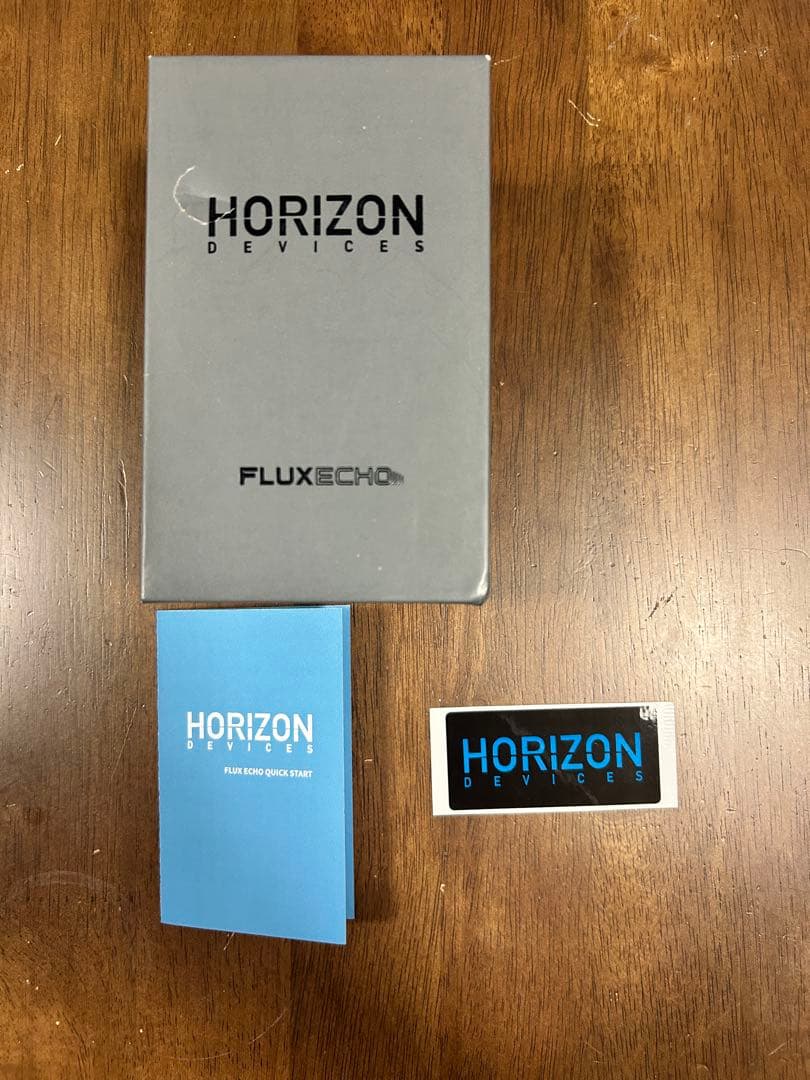 HORIZON
DEVICES
FLUXECHO
HORIZON
DEVICES
FLUX ECHO QUICK START
HORIZON
DEVICES